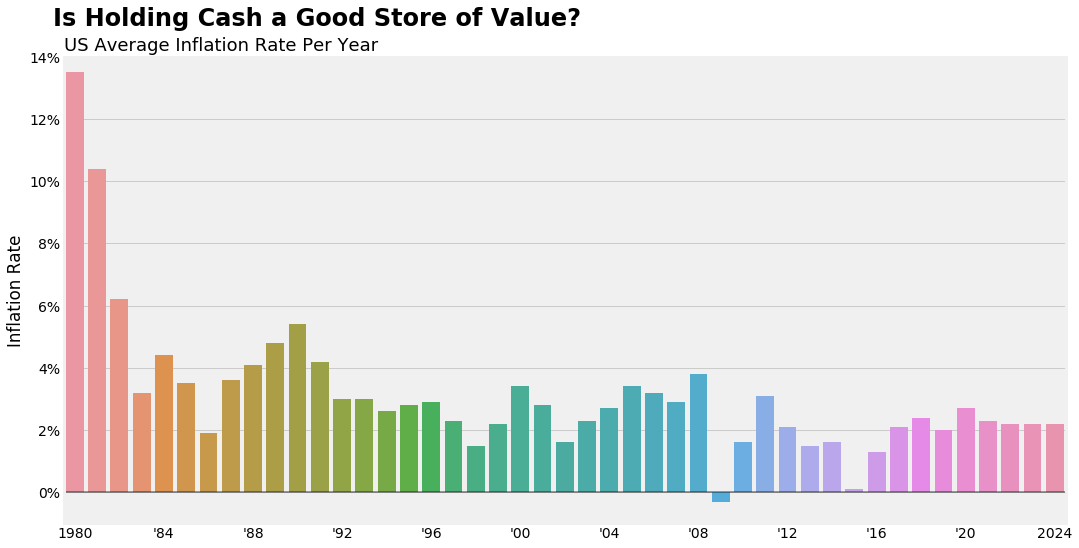 Is Holding Cash a Good Store of Value?
US Average Inflation Rate Per Year
14%
12%
10%
8%
6%
4%
2%
0%
Inflation Rate
1980 '84 '88 '92 '96 '00 '04 '08 '12 '16 '20 2024